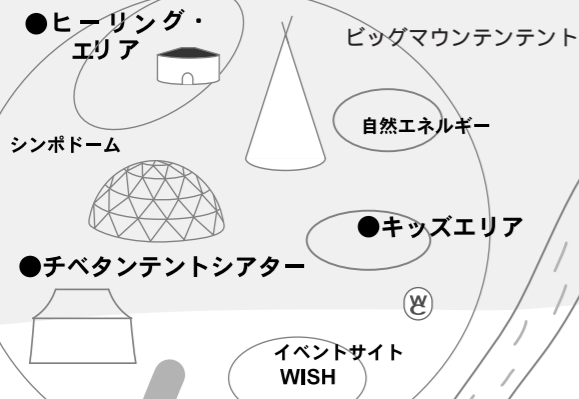 ●ヒーリング・
エリア
ビッグマウンテンテント
自然エネルギー
シンポドーム
●キッズエリア
●チベタンテントシアター
WC
イベントサイト
WISH